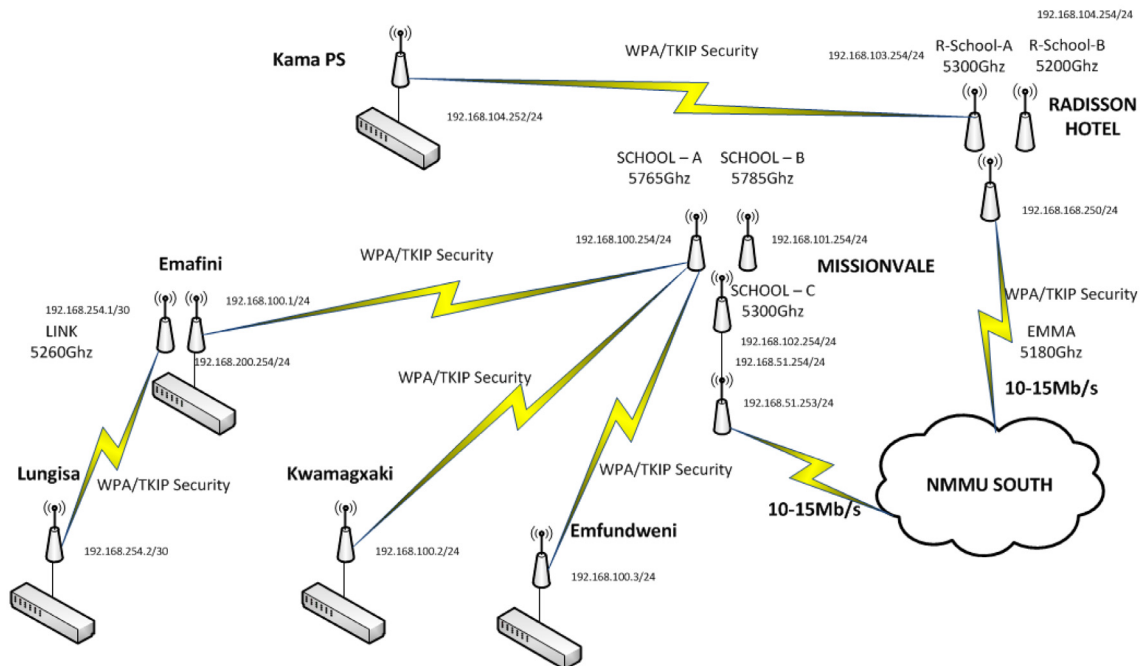 192.168.104.254/24
Kama PS
WPA/TKIP Security
192.168.103.254/24
R-School-A
5300Ghz
R-School-B
5200Ghz
RADISSON
HOTEL
192.168.104.252/24
SCHOOL – A
5765Ghz
SCHOOL – B
5785Ghz
192.168.168.250/24
192.168.100.254/24
192.168.101.254/24
Emafini
WPA/TKIP Security
MISSIONVALE
192.168.254.1/30
LINK
5260Ghz
192.168.100.1/24
SCHOOL – C
5300Ghz
WPA/TKIP Security
EMMA
5180Ghz
192.168.102.254/24
192.168.51.254/24
192.168.200.254/24
WPA/TKIP Security
10-15Mb/s
192.168.51.253/24
Lungisa
WPA/TKIP Security
Kwamagxaki
WPA/TKIP Security
NMMU SOUTH
10-15Mb/s
Emfundweni
192.168.254.2/30
192.168.100.2/24
192.168.100.3/24